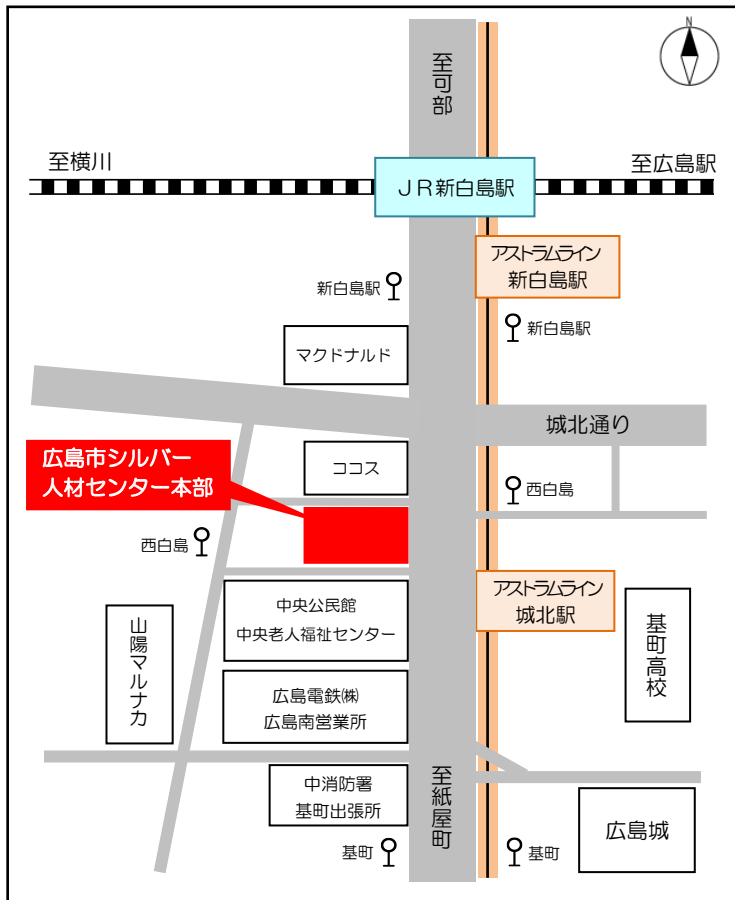 N
至可部
至横川
至広島駅
ＪＲ新白島駅
アストラムライン
新白島駅
新白島駅
新白島駅
マクドナルド
城北通り
広島市シルバー
人材センター本部
ココス
西白島
西白島
アストラムライン
城北駅
中央公民館
中央老人福祉センター
山陽マルナカ
基町高校
広島電鉄㈱
広島南営業所
至紙屋町
中消防署
基町出張所
広島城
基町
基町